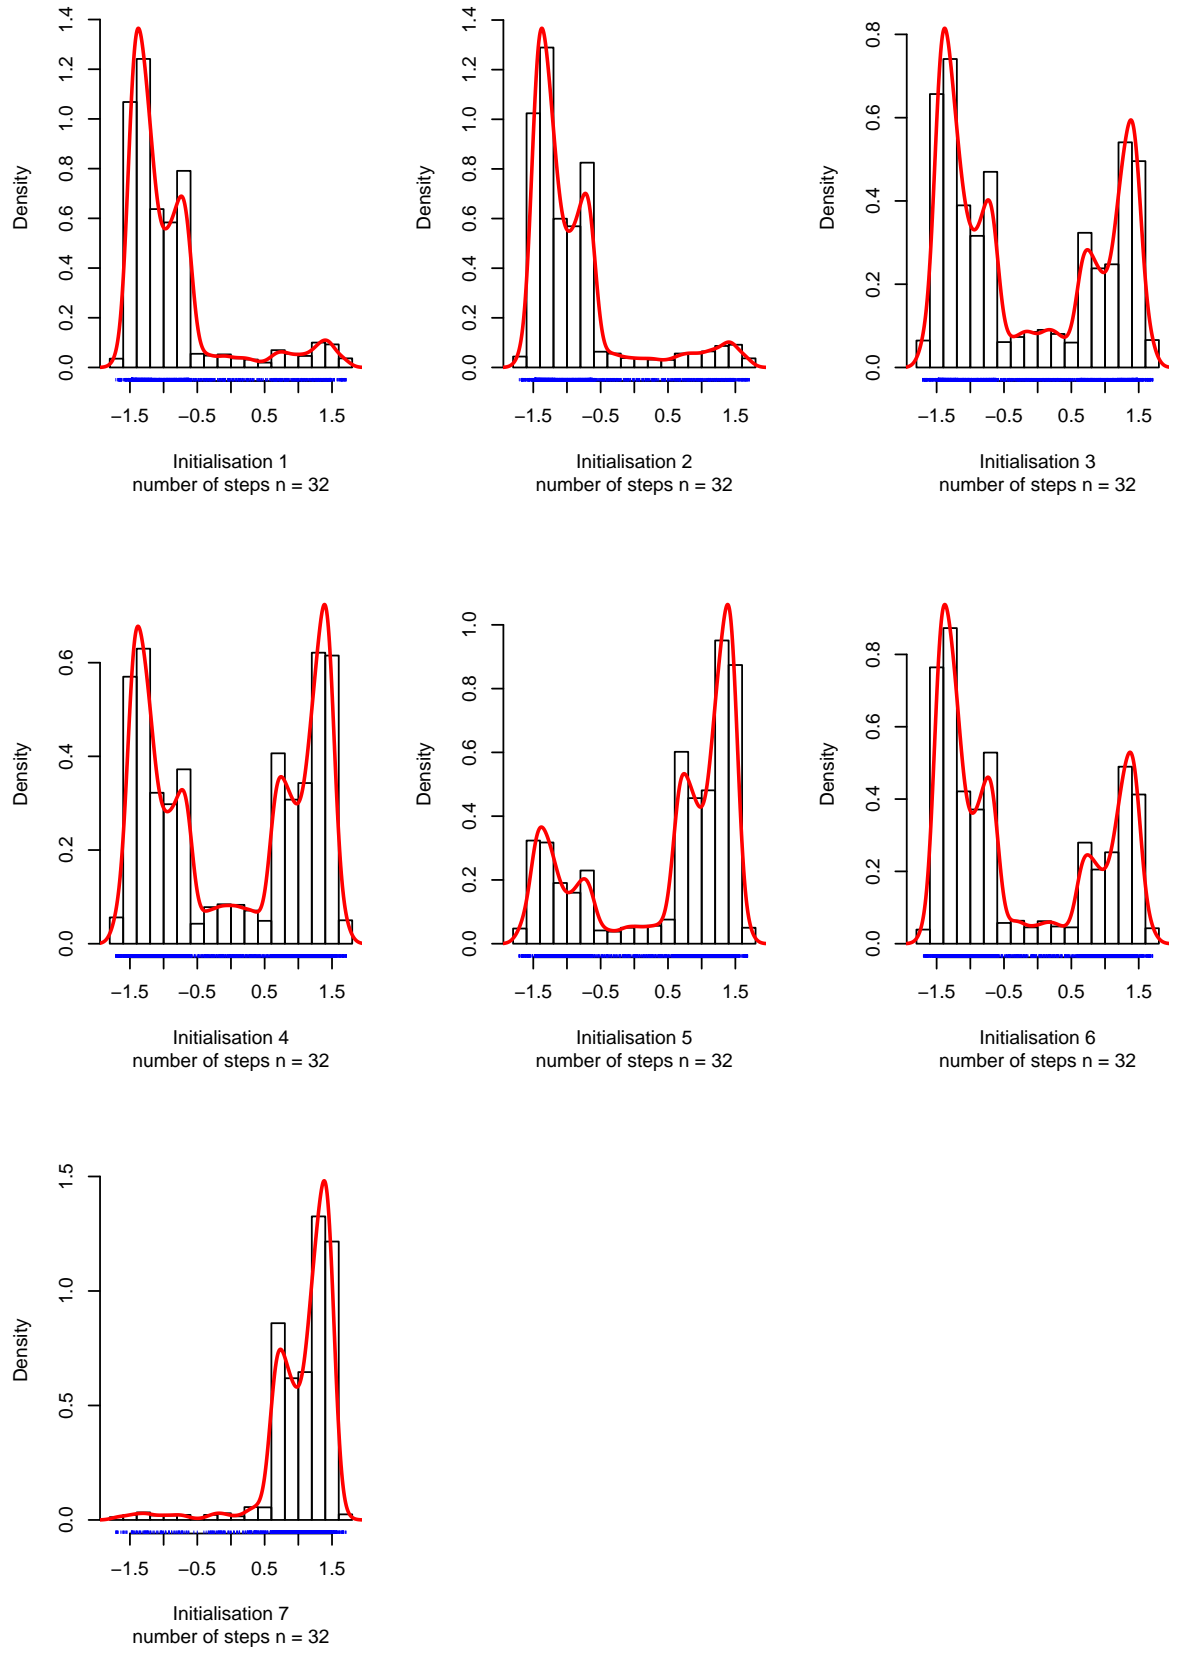 Density
0.0 0.2 0.4 0.6 0.8 1.0 1.2 1.4
−1.5 −0.5 0.5 1.5
Initialisation 1
number of steps n = 32
Density
0.0 0.2 0.4 0.6 0.8 1.0 1.2 1.4
−1.5 −0.5 0.5 1.5
Initialisation 2
number of steps n = 32
Density
0.0 0.2 0.4 0.6 0.8
−1.5 −0.5 0.5 1.5
Initialisation 3
number of steps n = 32
Density
0.0 0.2 0.4 0.6
−1.5 −0.5 0.5 1.5
Initialisation 4
number of steps n = 32
Density
0.0 0.2 0.4 0.6 0.8 1.0
−1.5 −0.5 0.5 1.5
Initialisation 5
number of steps n = 32
Density
0.0 0.2 0.4 0.6 0.8
−1.5 −0.5 0.5 1.5
Initialisation 6
number of steps n = 32
Density
0.0 0.5 1.0 1.5
−1.5 −0.5 0.5 1.5
Initialisation 7
number of steps n = 32